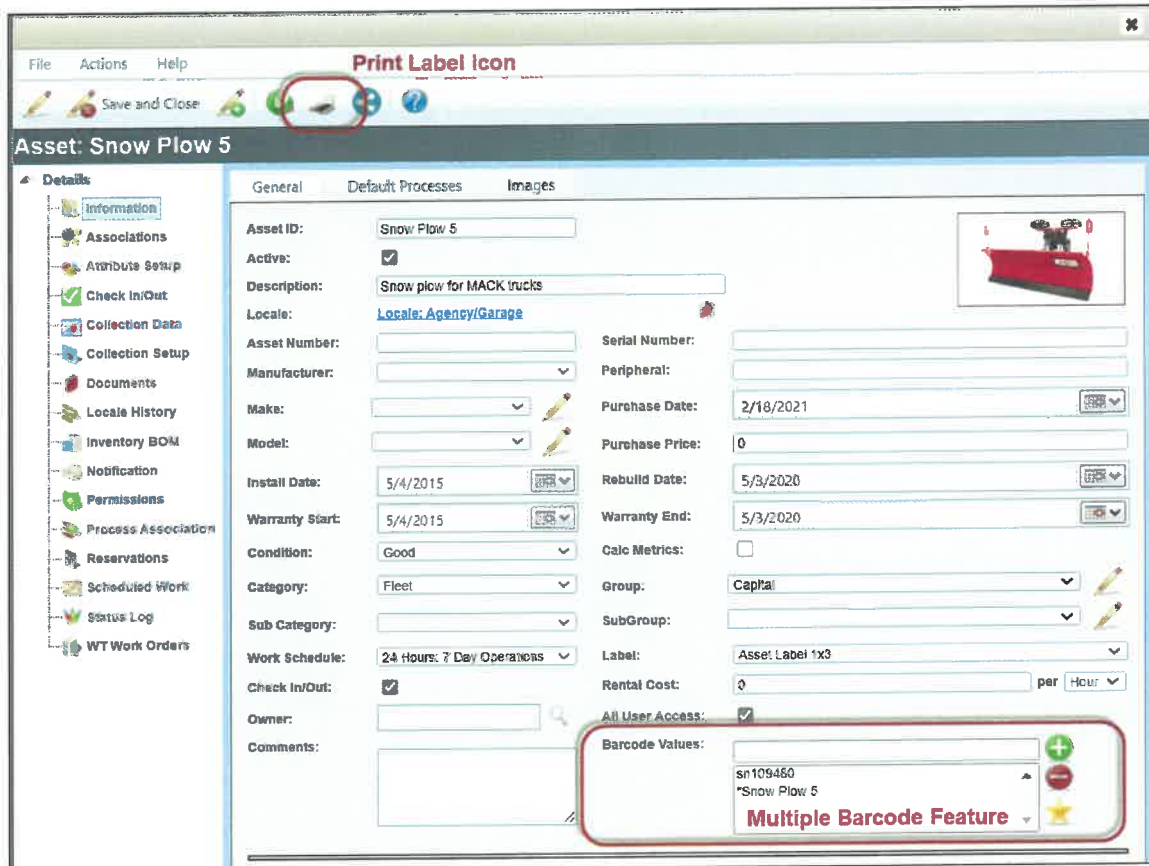 File Actions Help
Print Label Icon
Save and Close
Asset: Snow Plow 5
Details
Information
Associations
Attribute Setup
Check In/Out
Collection Data
Collection Setup
Documents
Locale History
Inventory BOM
Notification
Permissions
Process Association
Reservations
Scheduled Work
Status Log
WT Work Orders
General Default Processes Images
Asset ID: Snow Plow 5
Active:
Description: Snow plow for MACK trucks
Locale: Locale: Agency/Garage
Asset Number: Serial Number:
Manufacturer: Peripheral:
Make: Purchase Date: 2/18/2021
Model: Purchase Price: 0
Install Date: 5/4/2015 Rebuild Date: 5/3/2020
Warranty Start: 5/4/2015 Warranty End: 5/3/2020
Condition: Good Calc Metrics:
Category: Fleet Group: Capital
Sub Category: SubGroup:
Work Schedule: 24 Hours: 7 Day Operations Label: Asset Label 1x3
Check In/Out: Rental Cost: 0 per Hour
Owner: All User Access:
Comments: Barcode Values:
sn109480
*Snow Plow 5
Multiple Barcode Feature